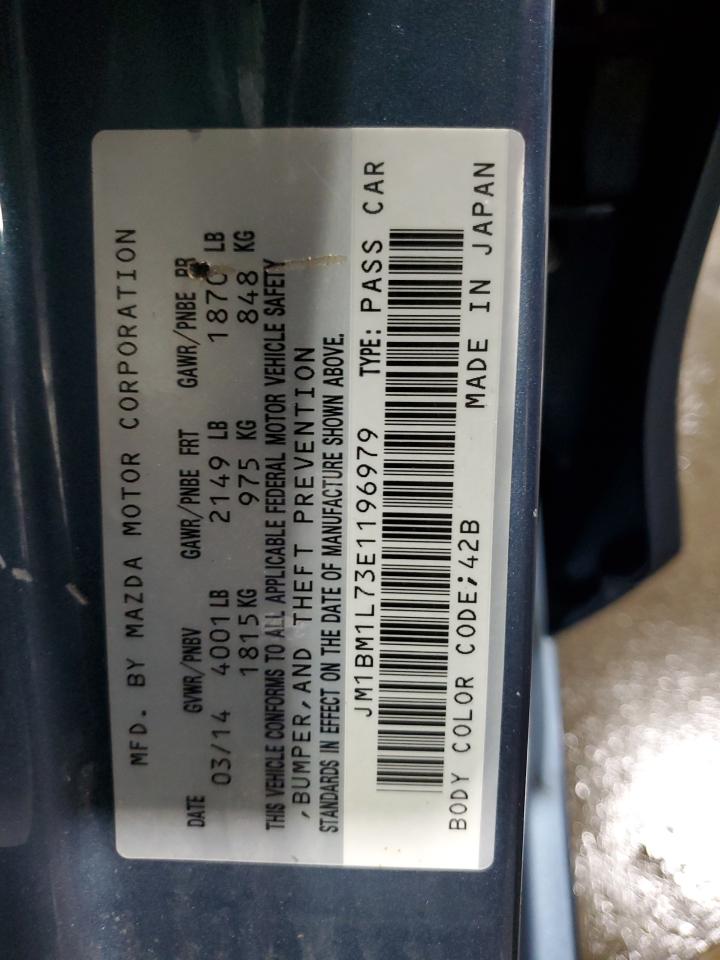 MFD. BY MAZDA MOTOR CORPORATION
DATE GVWR/PNBV GAWR/PNBE FRT GAWR/PNBE RR
03/14 4001LB 2149 LB 1870 LB
1815KG 975 KG 848 KG
THIS VEHICLE CONFORMS TO ALL APPLICABLE FEDERAL MOTOR VEHICLE SAFETY
,BUMPER,AND THEFT PREVENTION
STANDARDS IN EFFECT ON THE DATE OF MANUFACTURE SHOWN ABOVE.
JM1BM1L73E1196979 TYPE: PASS CAR
BODY COLOR CODE;42B MADE IN JAPAN